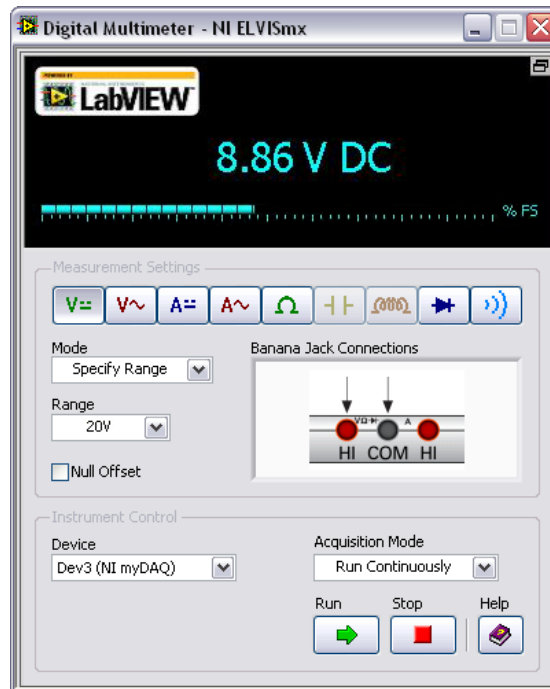 Digital Multimeter - NI ELVISmx
LabVIEW
8.86 V DC
% FS
Measurement Settings
V
V
A
A
Ω
Mode
Banana Jack Connections
Specify Range
Range
20V
VΩ
A
HI COM HI
Null Offset
Instrument Control
Device
Acquisition Mode
Dev3 (NI myDAQ)
Run Continuously
Run
Stop
Help